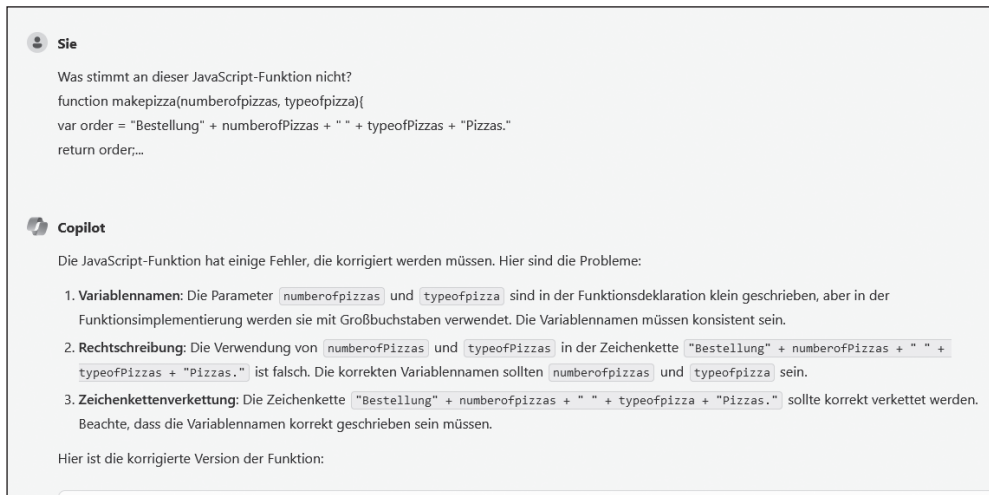 Sie
Was stimmt an dieser JavaScript-Funktion nicht?
function makepizza(numberofpizzas, typeofpizza){
var order = "Bestellung" + numberofPizzas + " " + typeofPizzas + "Pizzas."
return order;...
Copilot
Die JavaScript-Funktion hat einige Fehler, die korrigiert werden müssen. Hier sind die Probleme:
1. Variablennamen: Die Parameter numberofpizzas und typeofpizza sind in der Funktionsdeklaration klein geschrieben, aber in der
Funktionsimplementierung werden sie mit Großbuchstaben verwendet. Die Variablennamen müssen konsistent sein.
2. Rechtschreibung: Die Verwendung von numberofPizzas und typeofPizzas in der Zeichenkette "Bestellung" + numberofPizzas + " " +
typeofPizzas + "Pizzas." ist falsch. Die korrekten Variablennamen sollten numberofpizzas und typeofpizza sein.
3. Zeichenkettenverkettung: Die Zeichenkette "Bestellung" + numberofpizzas + " " + typeofpizza + "Pizzas." sollte korrekt verkettet werden.
Beachte, dass die Variablennamen korrekt geschrieben sein müssen.
Hier ist die korrigierte Version der Funktion: